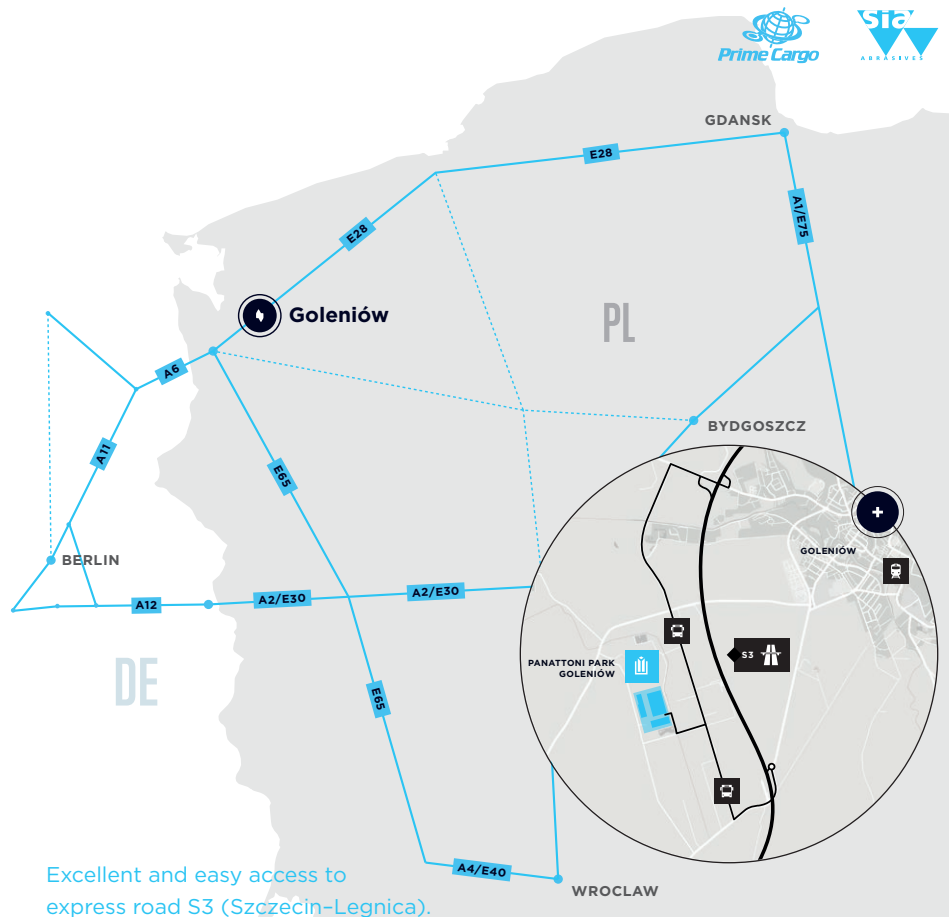 Prime Cargo
sia
ABRASIVES
GDANSK
E28
A1/E75
E28
Goleniów
PL
A6
BYDGOSZCZ
A11
E65
GOLENIÓW
BERLIN
A2/E30
A2/E30
A12
S3
PANATTONI PARK
GOLENIÓW
DE
E65
A4/E40
WROCLAW
Excellent and easy access to
express road S3 (Szczecin–Legnica).